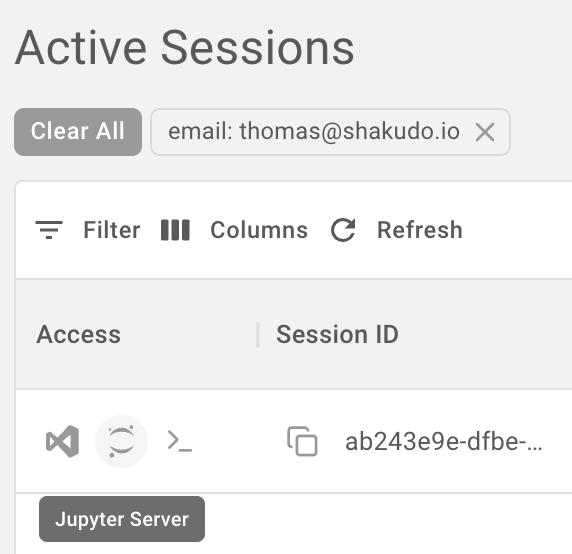 Active Sessions
Clear All email: thomas@shakudo.io
Filter Columns Refresh
Access Session ID
ab243e9e-dfbe-...
Jupyter Server